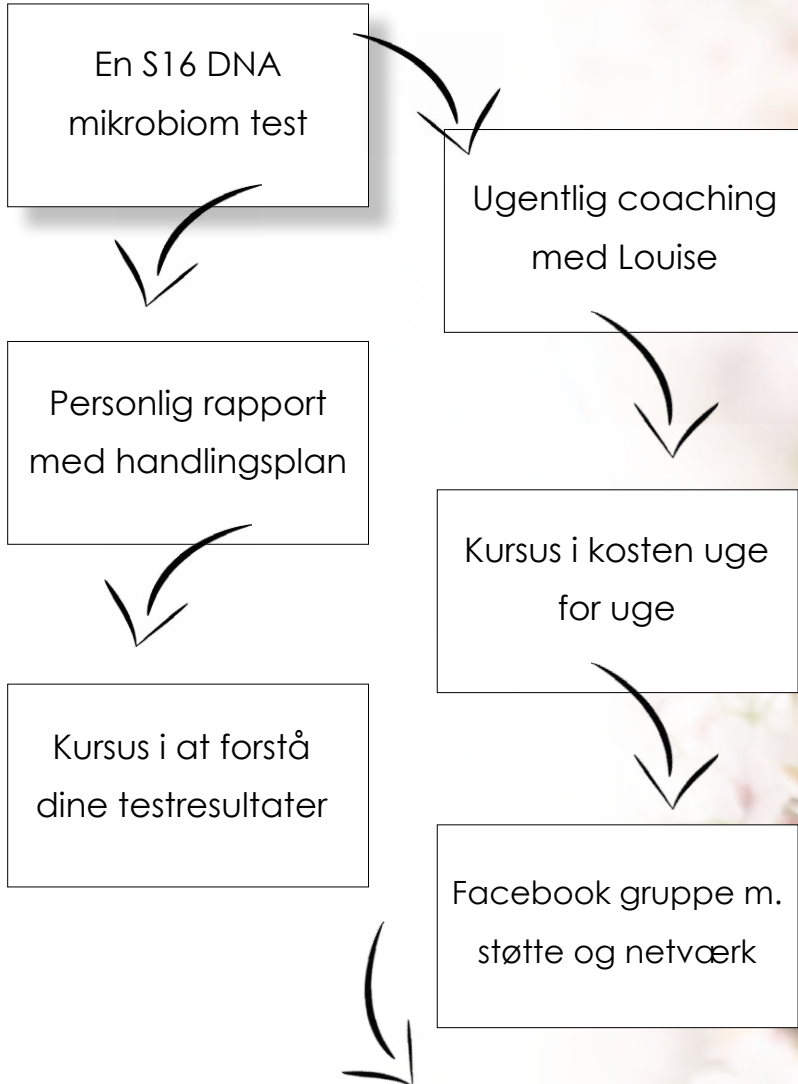 En S16 DNA
mikrobiom test
Ugentlig coaching
med Louise
Personlig rapport
med handlingsplan
Kursus i kosten uge
for uge
Kursus i at forstå
dine testresultater
Facebook gruppe m.
støtte og netværk